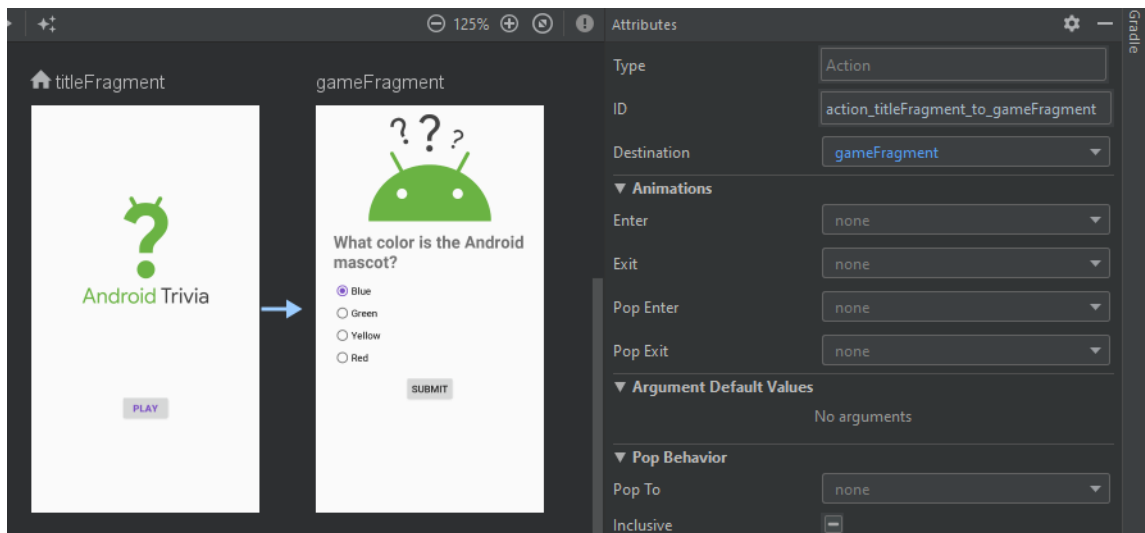 125%
titleFragment
gameFragment
? ? ?
What color is the Android
mascot?
Blue
Green
Yellow
Red
SUBMIT
?
Android Trivia
PLAY
Attributes
Type
Action
ID
action_titleFragment_to_gameFragment
Destination
gameFragment
Animations
Enter
none
Exit
none
Pop Enter
none
Pop Exit
none
Argument Default Values
No arguments
Pop Behavior
Pop To
none
Inclusive
Gradle